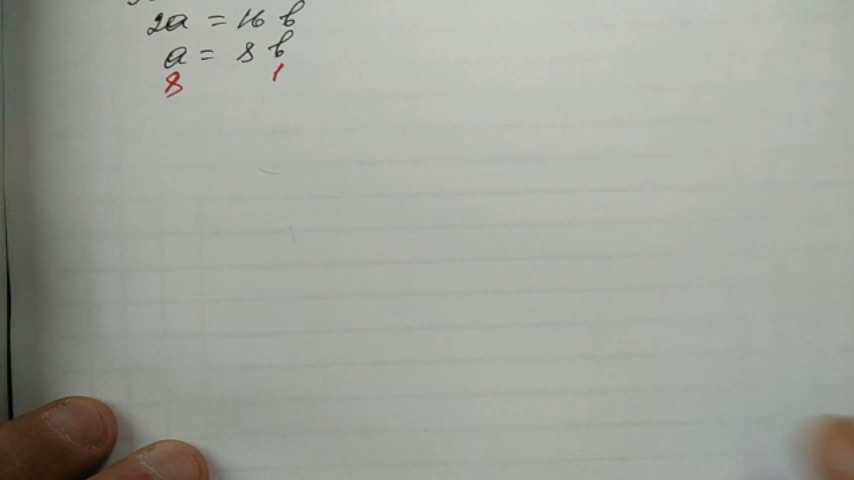 2a = 16 b
a = 8 b
8 1